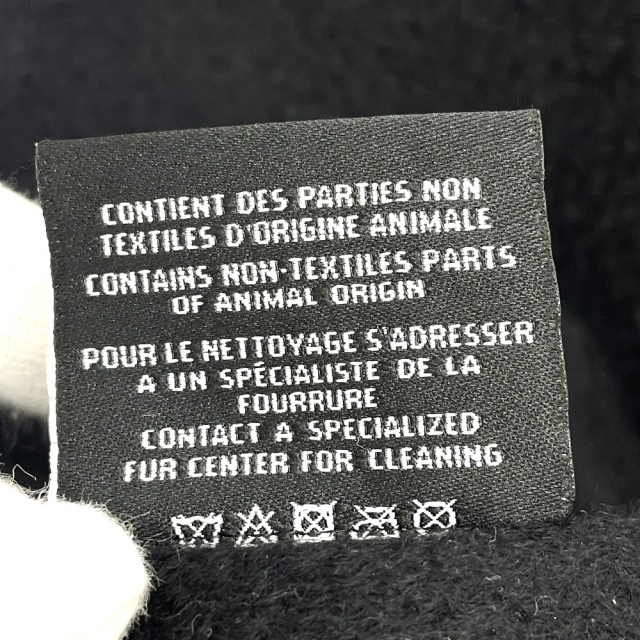 CONTIENT DES PARTIES NON
TEXTILES D'ORIGINE ANIMALE
CONTAINS NON-TEXTILES PARTS
OF ANIMAL ORIGIN
POUR LE NETTOYAGE S'ADRESSER
A UN SPÉCIALISTE DE LA
FOURRURE
CONTACT A SPECIALIZED
FUR CENTER FOR CLEANING